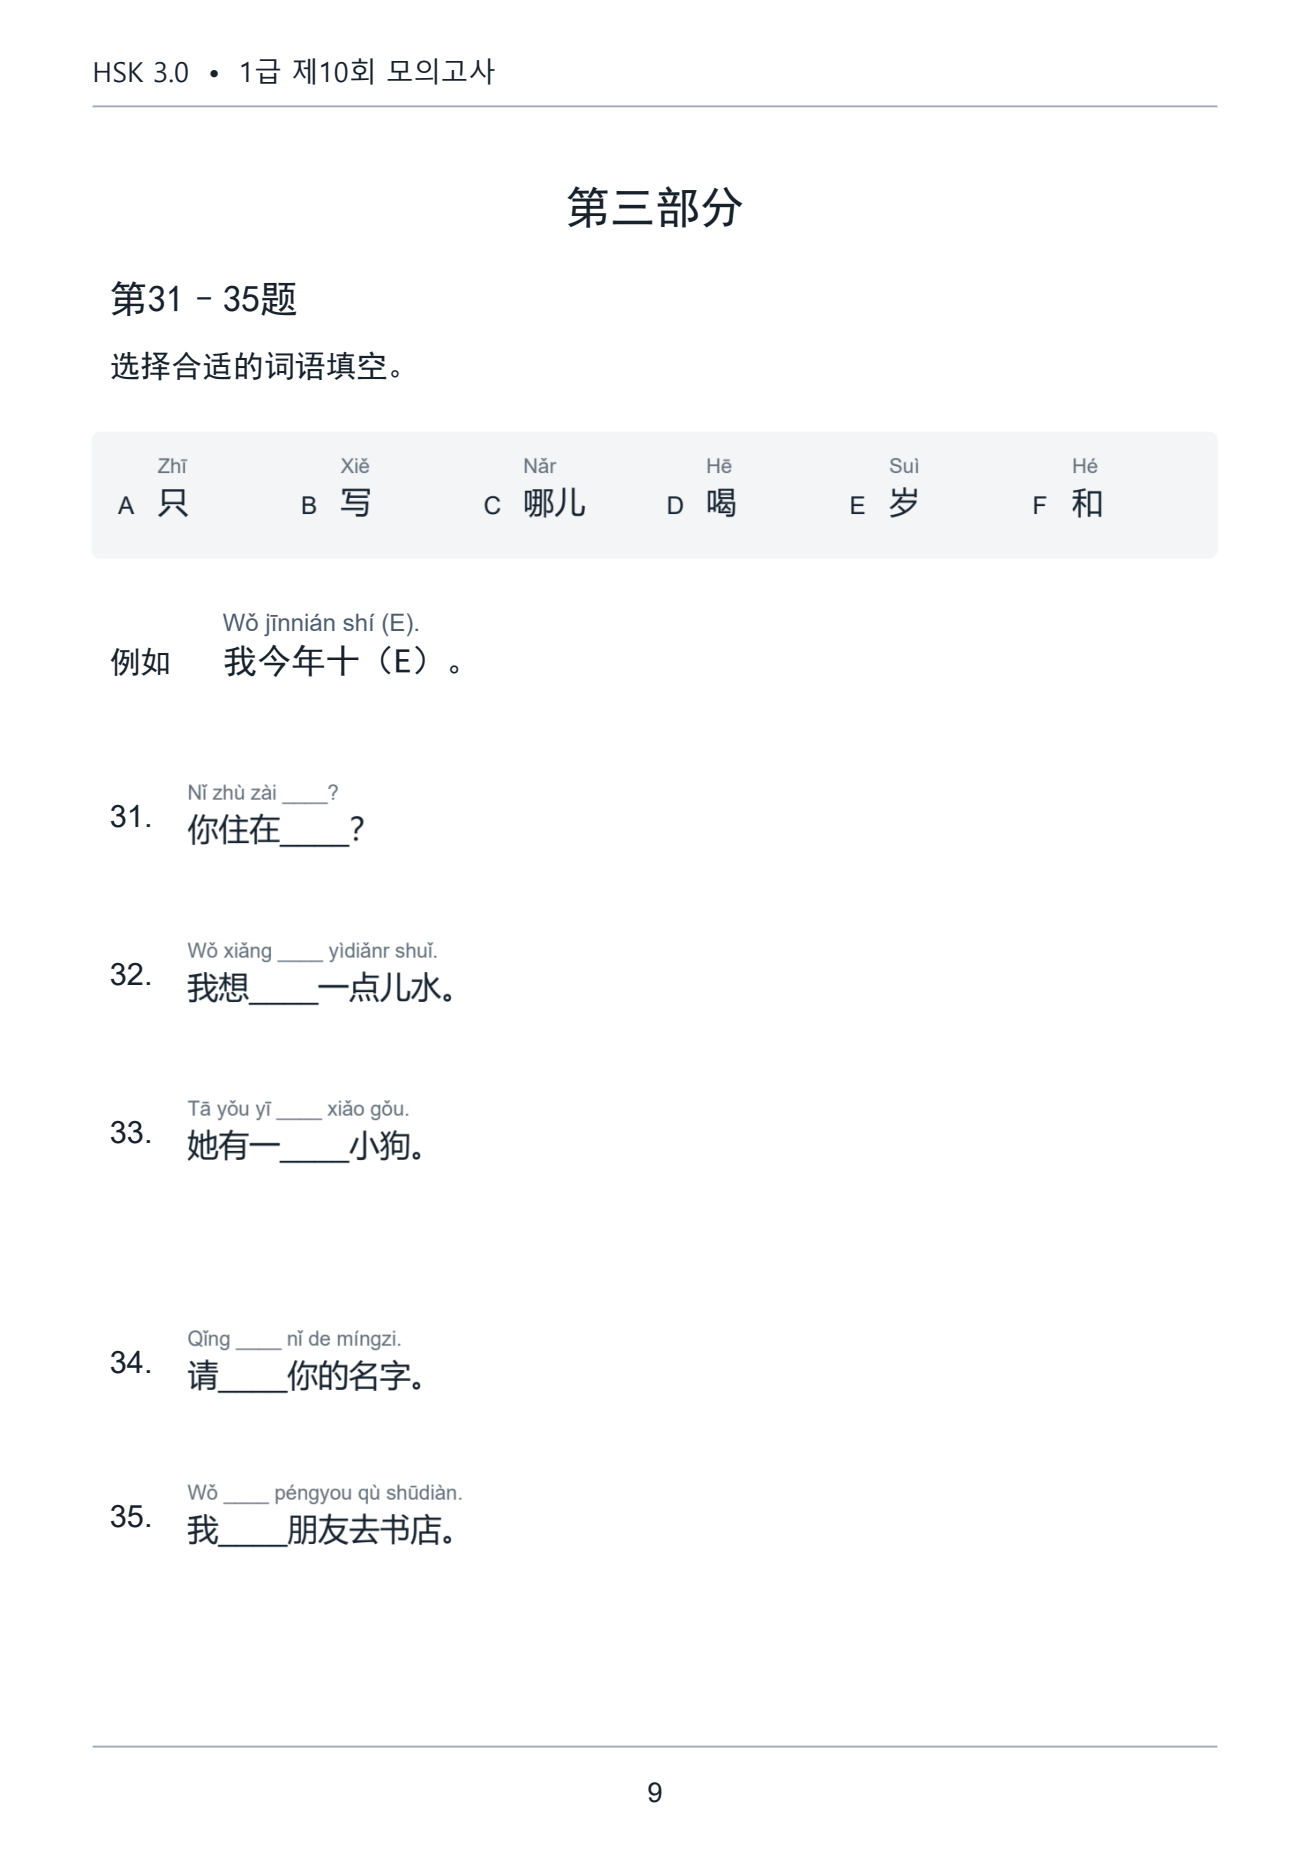 HSK 3.0 • 1급 제10회 모의고사
第三部分
第31 – 35题
选择合适的词语填空。
Zhī Xiě Nǎr Hē Suì Hé
A 只 B 写 C 哪儿 D 喝 E 岁 F 和
Wǒ jīnnián shí (E).
例如 我今年十（E）。
Nǐ zhù zài ____?
31. 你住在____?
Wǒ xiǎng ____ yìdiǎnr shuǐ.
32. 我想____一点儿水。
Tā yǒu yī ____ xiǎo gǒu.
33. 她有一____小狗。
Qǐng ____ nǐ de míngzi.
34. 请____你的名字。
Wǒ ____ péngyou qù shūdiàn.
35. 我____朋友去书店。
9